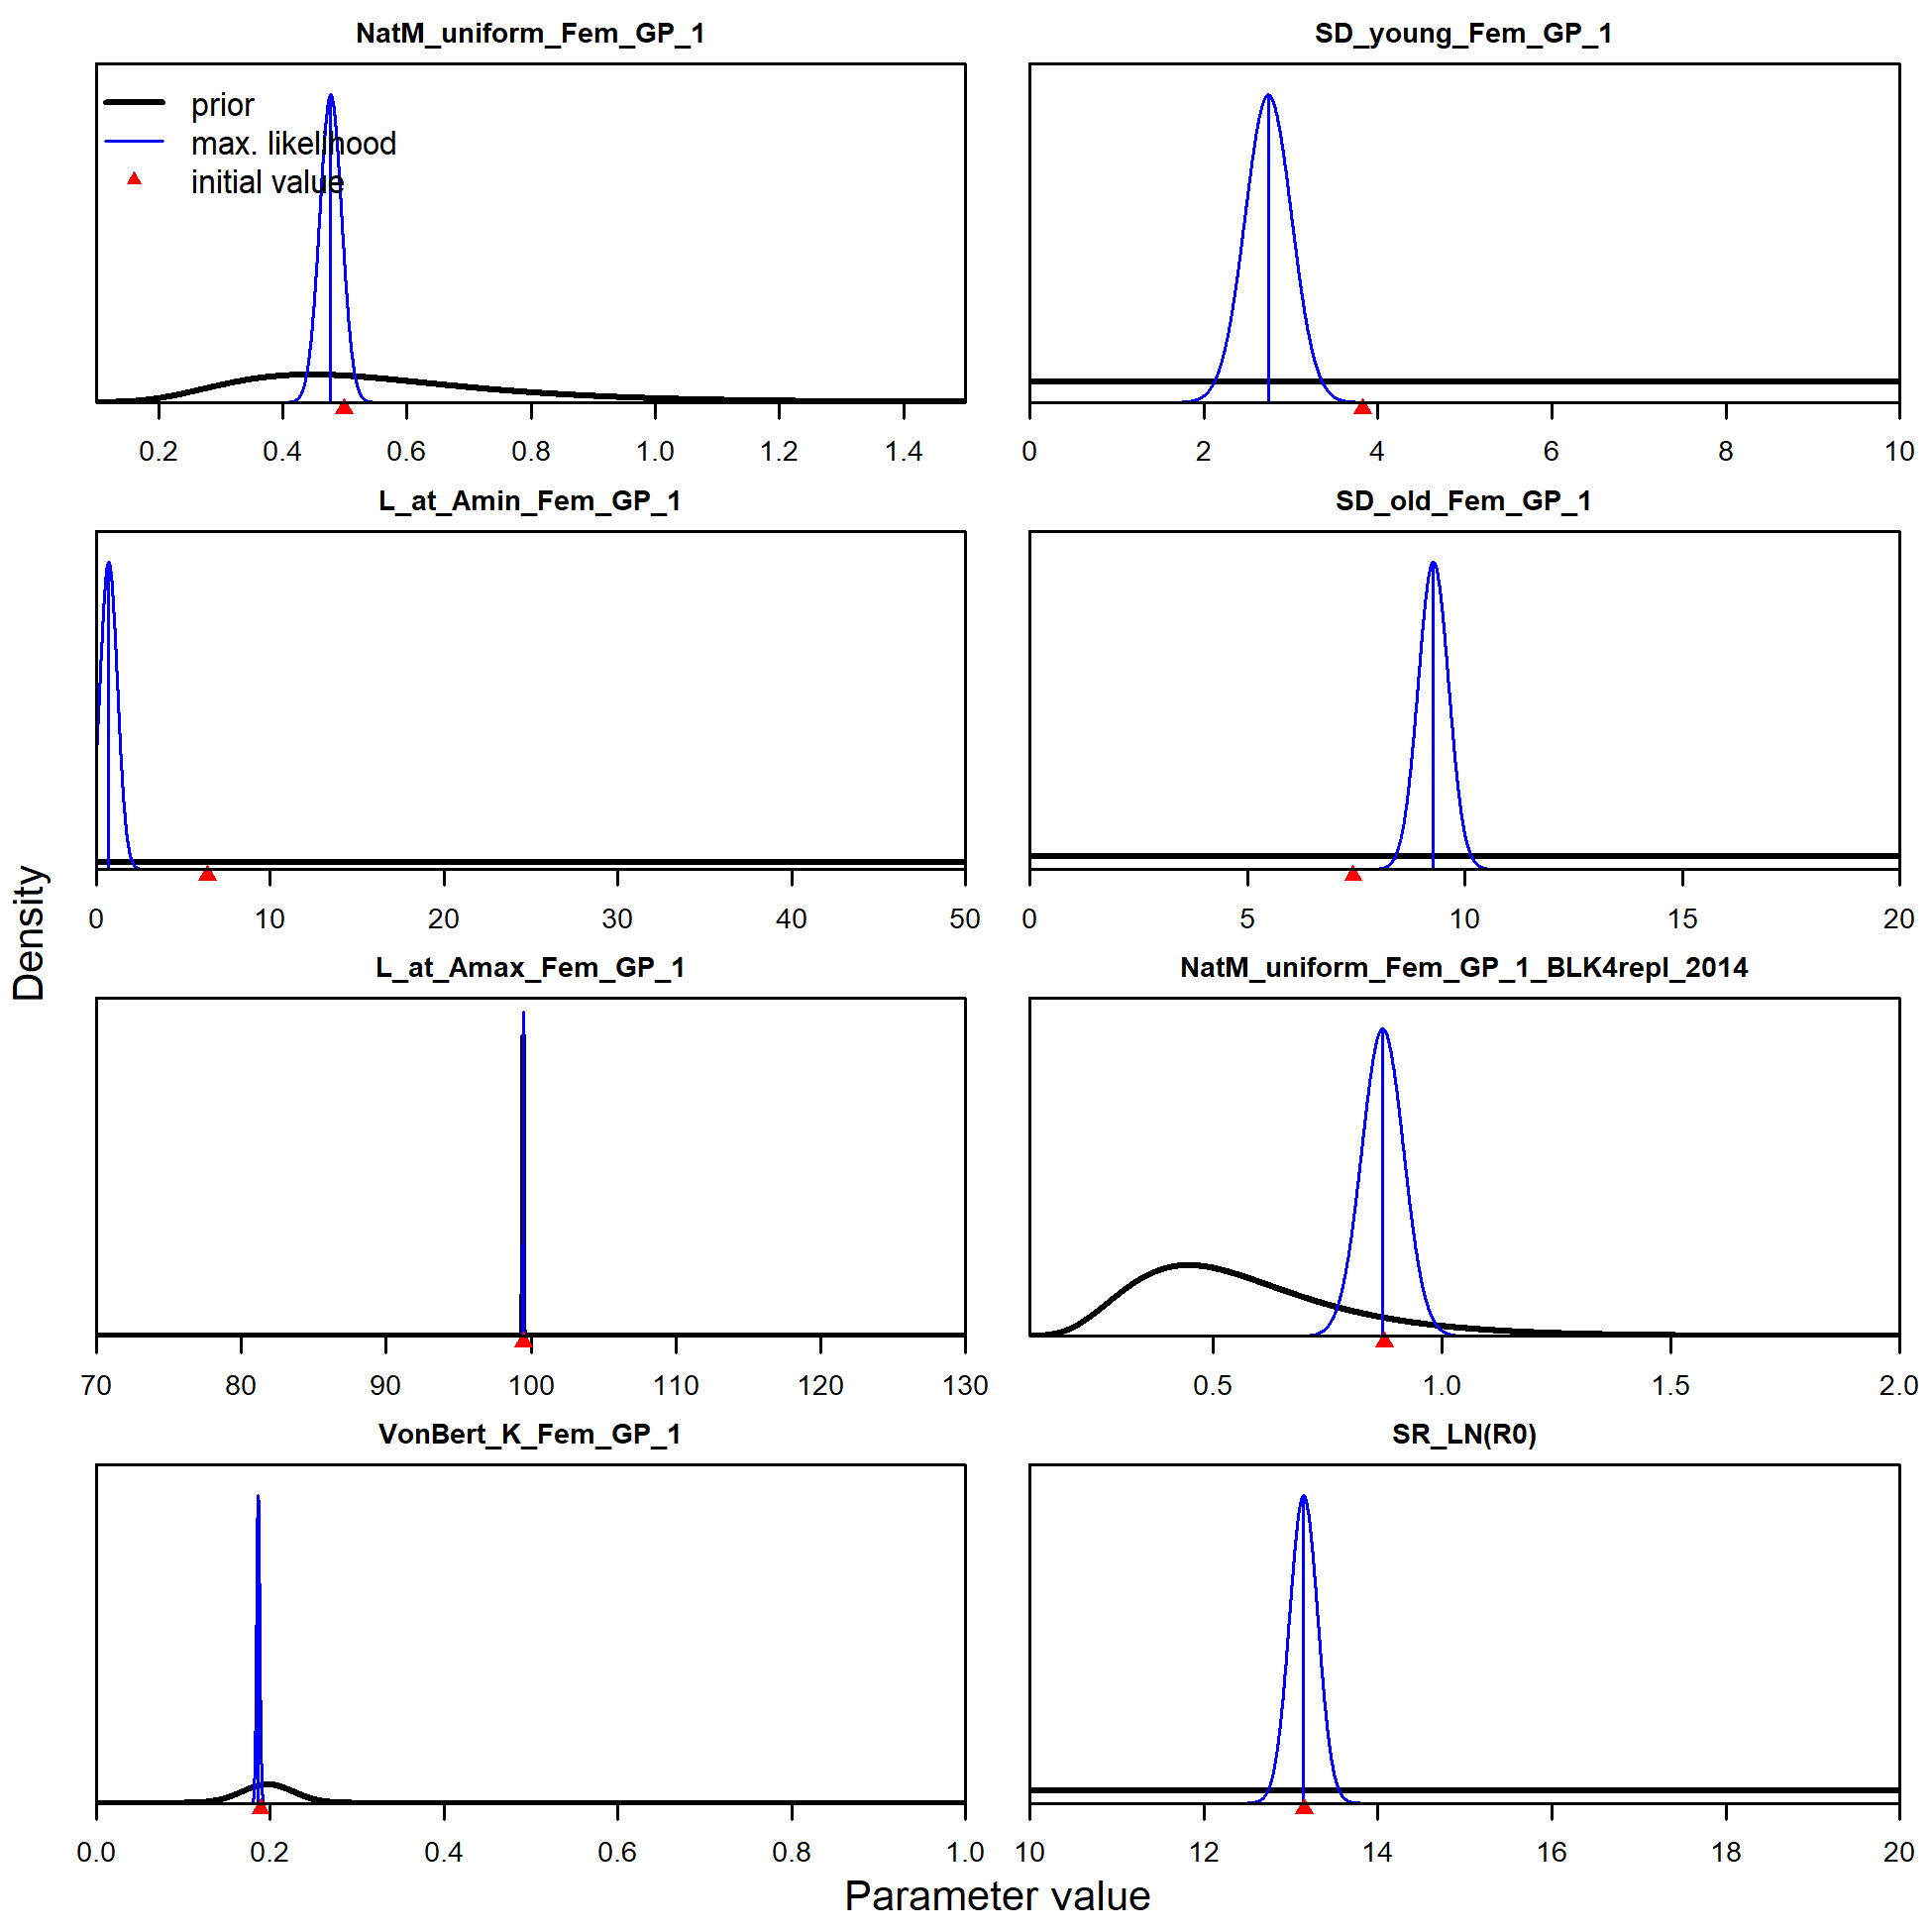 NatM_uniform_Fem_GP_1
prior
max. likelihood
initial value
0.2 0.4 0.6 0.8 1.0 1.2 1.4
SD_young_Fem_GP_1
0 2 4 6 8 10
L_at_Amin_Fem_GP_1
0 10 20 30 40 50
SD_old_Fem_GP_1
0 5 10 15 20
L_at_Amax_Fem_GP_1
70 80 90 100 110 120 130
NatM_uniform_Fem_GP_1_BLK4repl_2014
0.5 1.0 1.5 2.0
VonBert_K_Fem_GP_1
0.0 0.2 0.4 0.6 0.8 1.0
SR_LN(R0)
10 12 14 16 18 20
Density
Parameter value